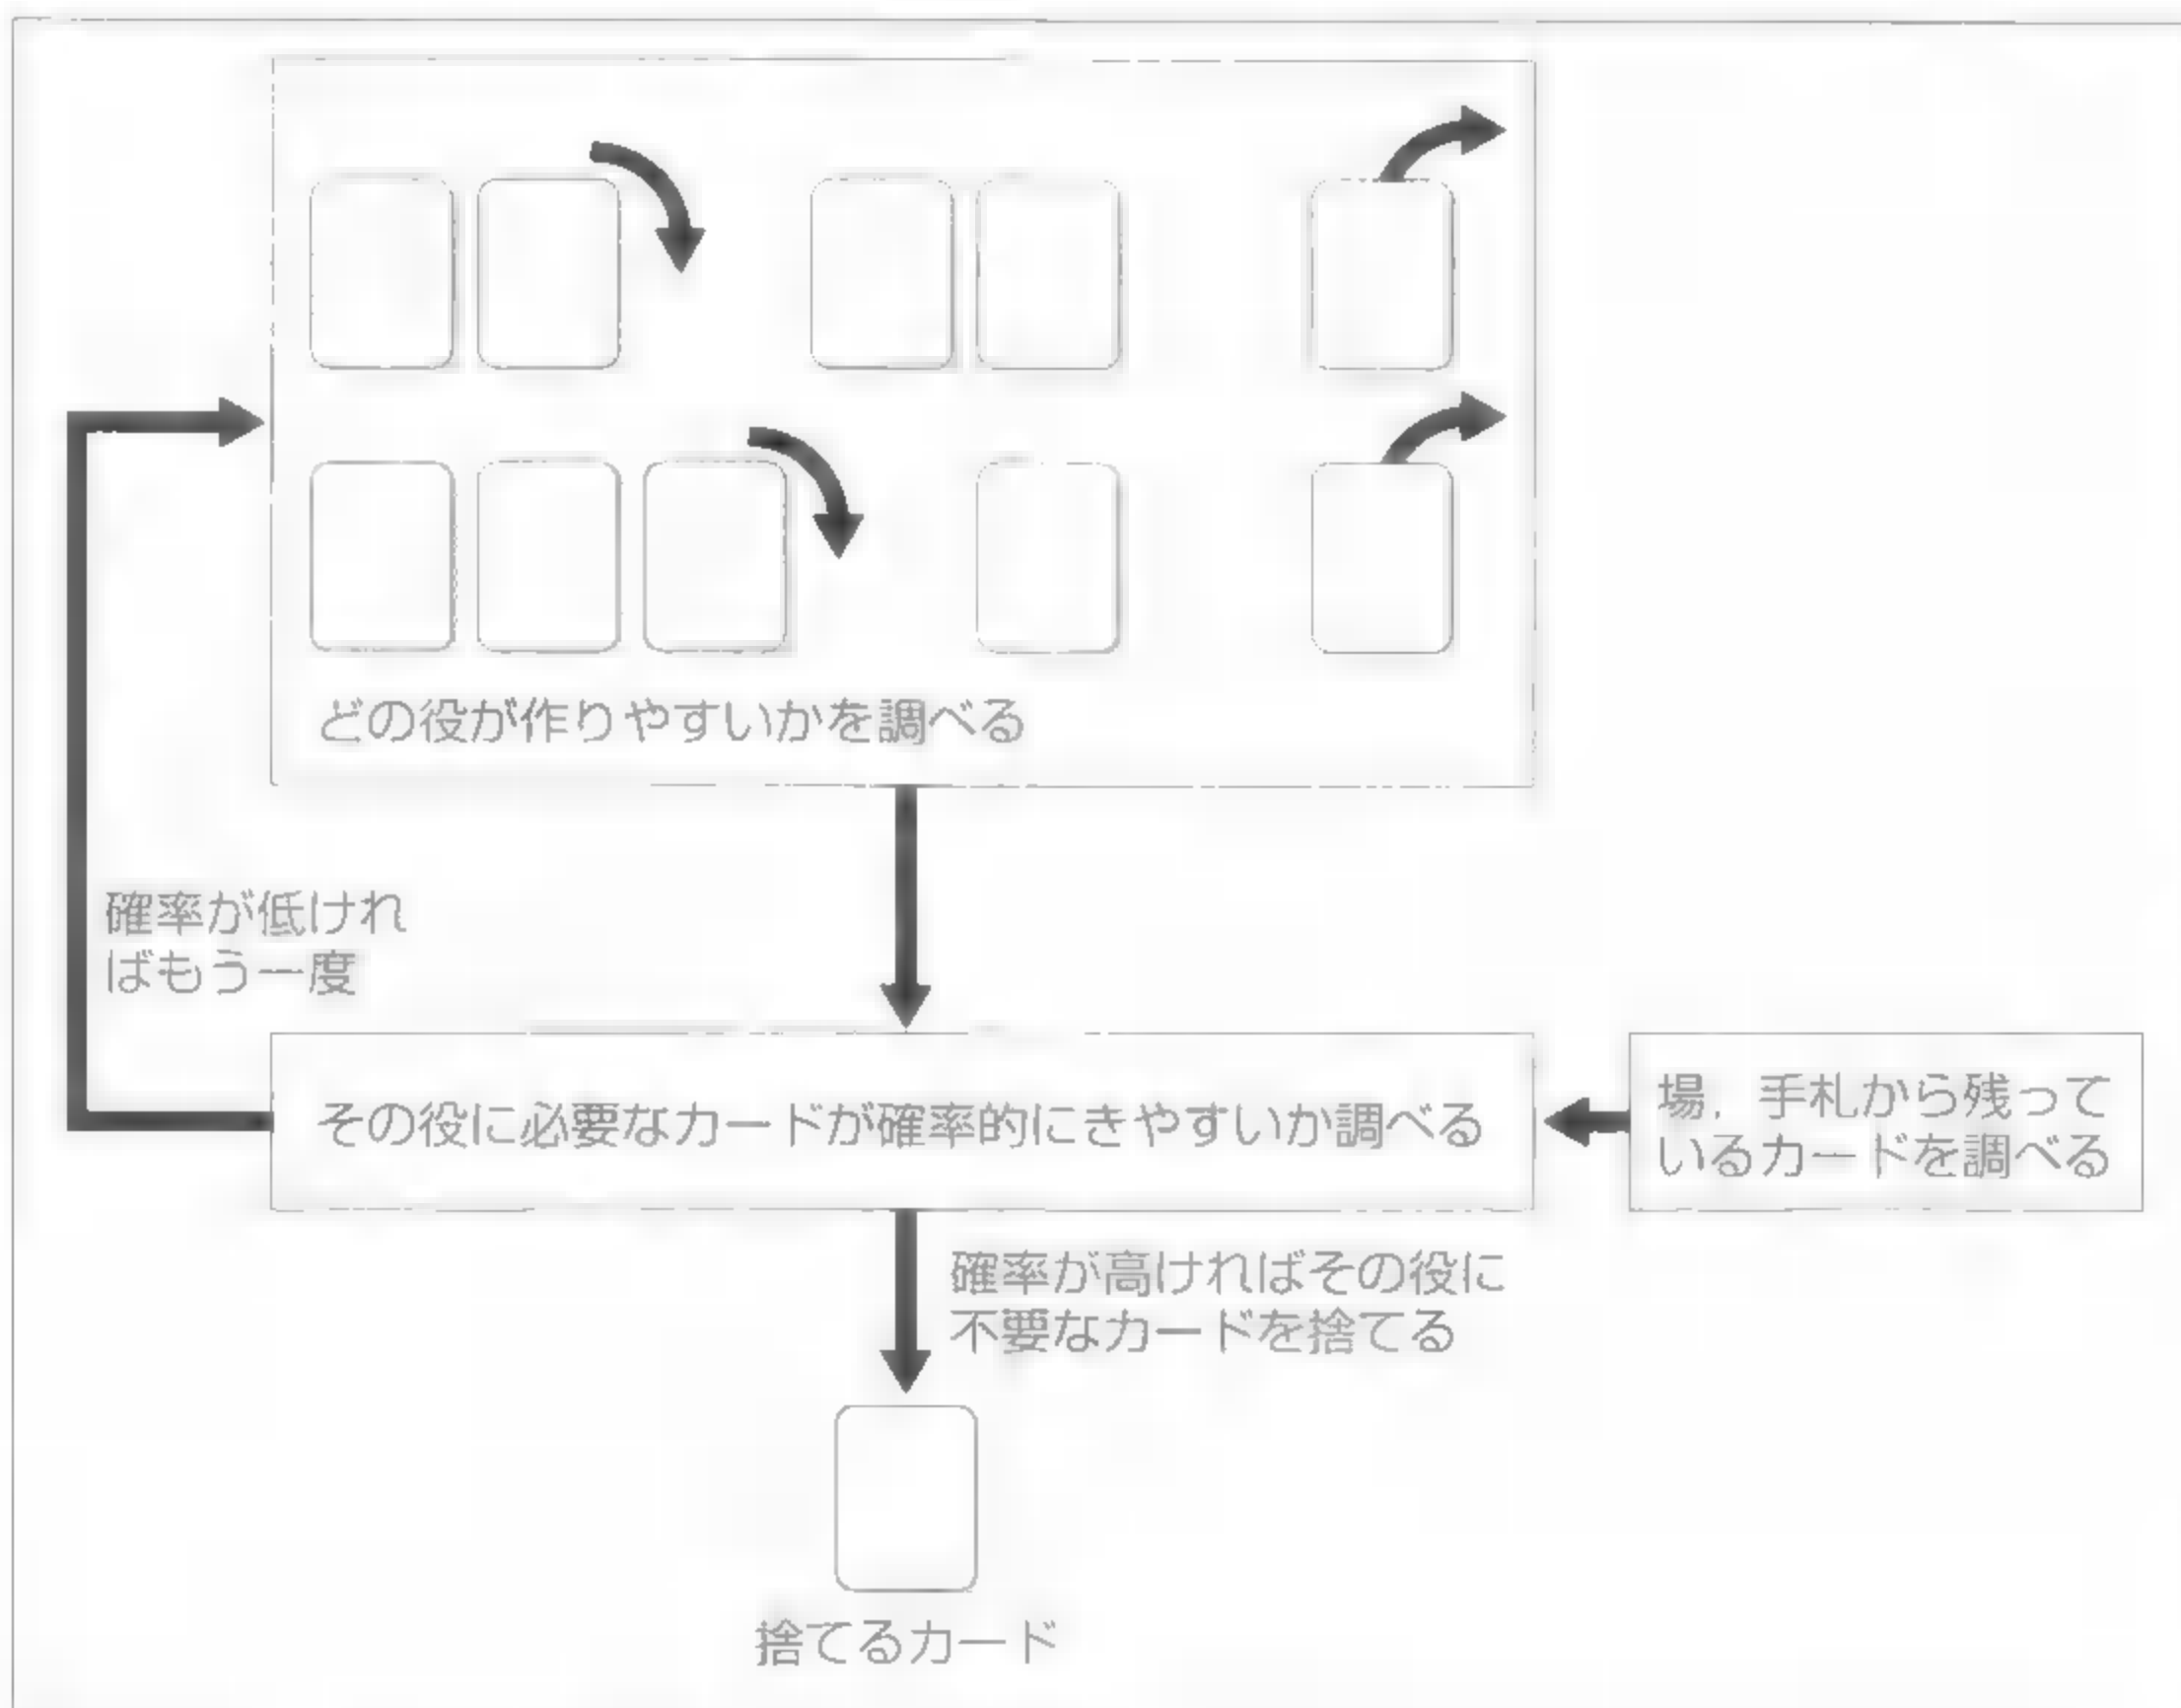 どの役が作りやすいかを調べる
確率が低けれ
ばもう一度
その役に必要なカードが確率的にきやすいか調べる
場，手札から残って
いるカードを調べる
確率が高ければその役に
不要なカードを捨てる
捨てるカード